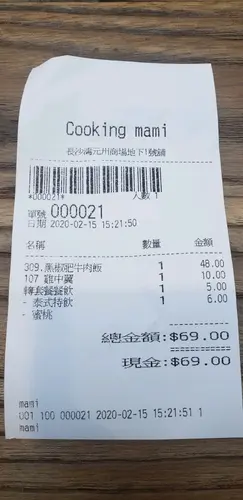 Cooking mami
長沙灣元州商場地下1號鋪
*000021*
人數 1
單號 000021
日期 2020-02-15 15:21:50
名稱 數量 金額
309.黑椒肥牛肉飯 1 48.00
107 雞中翼 1 10.00
轉套餐餐飲 1 5.00
- 泰式特飲 1 6.00
- 蜜桃
總金額:$69.00
現金:$69.00
mami
001 100 000021 2020-02-15 15:21:51 1
mami